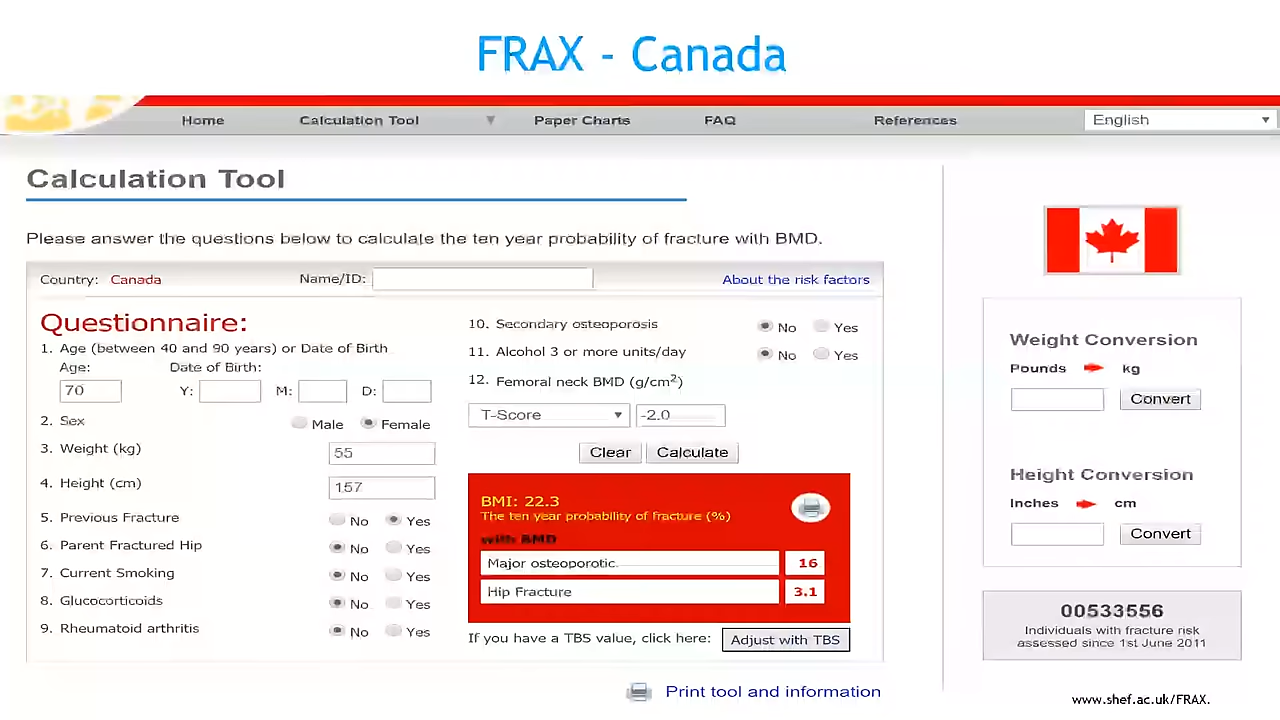 FRAX - Canada
Home Calculation Tool Paper Charts FAQ References English
Calculation Tool
Please answer the questions below to calculate the ten year probability of fracture with BMD.
Country: Canada Name/ID: About the risk factors
Questionnaire:
1. Age (between 40 and 90 years) or Date of Birth
Age: Date of Birth:
70 Y: M: D:
2. Sex Male Female
3. Weight (kg) 55
4. Height (cm) 157
5. Previous Fracture No Yes
6. Parent Fractured Hip No Yes
7. Current Smoking No Yes
8. Glucocorticoids No Yes
9. Rheumatoid arthritis No Yes
10. Secondary osteoporosis No Yes
11. Alcohol 3 or more units/day No Yes
12. Femoral neck BMD (g/cm²)
T-Score -2.0
Clear Calculate
BMI: 22.3
The ten year probability of fracture (%)
with BMD
Major osteoporotic 16
Hip Fracture 3.1
If you have a TBS value, click here: Adjust with TBS
Print tool and information
Weight Conversion
Pounds kg
Convert
Height Conversion
Inches cm
Convert
00533556
Individuals with fracture risk
assessed since 1st June 2011
www.shef.ac.uk/FRAX.